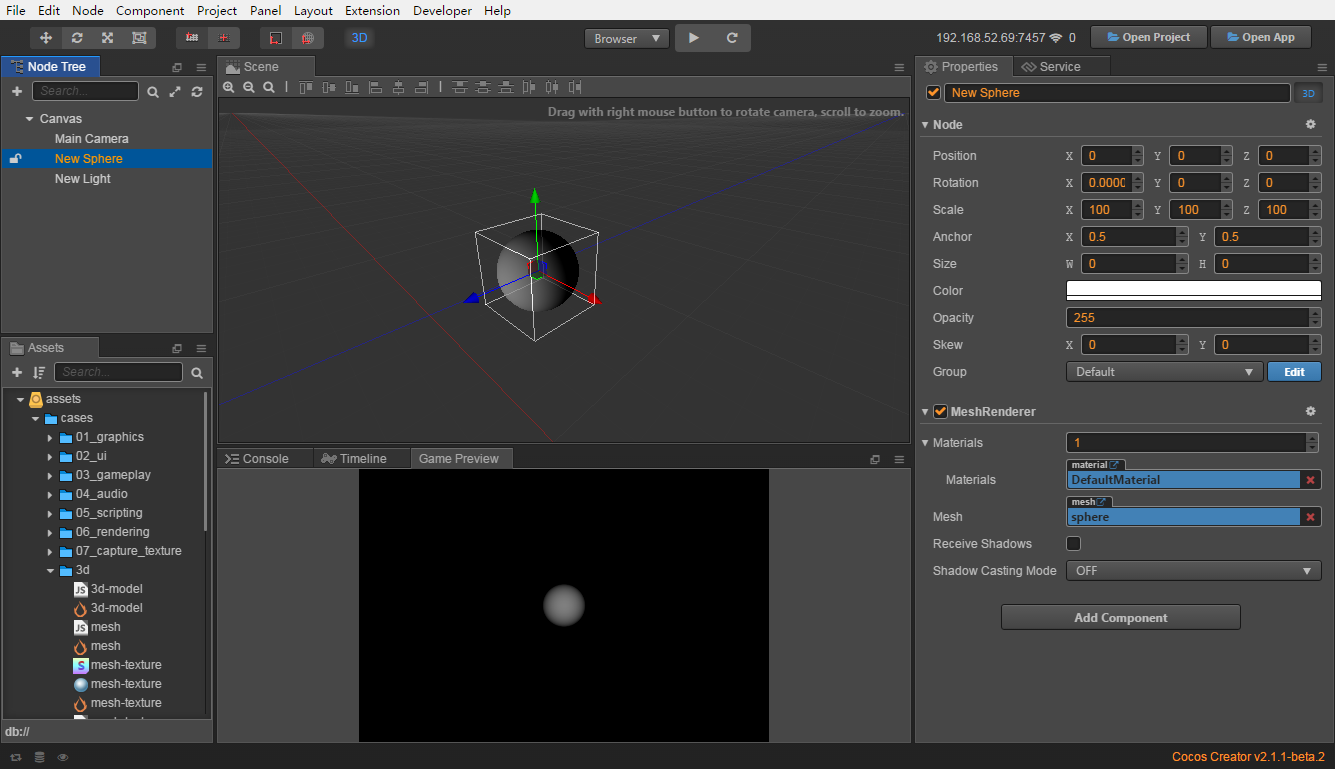 File Edit Node Component Project Panel Layout Extension Developer Help
3D Browser 192.168.52.69:7457 0 Open Project Open App
Node Tree
Search...
Canvas
Main Camera
New Sphere
New Light
Assets
Search...
assets
cases
01_graphics
02_ui
03_gameplay
04_audio
05_scripting
06_rendering
07_capture_texture
3d
JS 3d-model
3d-model
JS mesh
mesh
S mesh-texture
mesh-texture
mesh-texture
db://
Scene
Drag with right mouse button to rotate camera, scroll to zoom.
Console Timeline Game Preview
Properties Service
New Sphere 3D
Node
Position X 0 Y 0 Z 0
Rotation X 0.0000 Y 0 Z 0
Scale X 100 Y 100 Z 100
Anchor X 0.5 Y 0.5
Size W 0 H 0
Color
Opacity 255
Skew X 0 Y 0
Group Default Edit
MeshRenderer
Materials 1
material
Materials DefaultMaterial
mesh
Mesh sphere
Receive Shadows
Shadow Casting Mode OFF
Add Component
Cocos Creator v2.1.1-beta.2